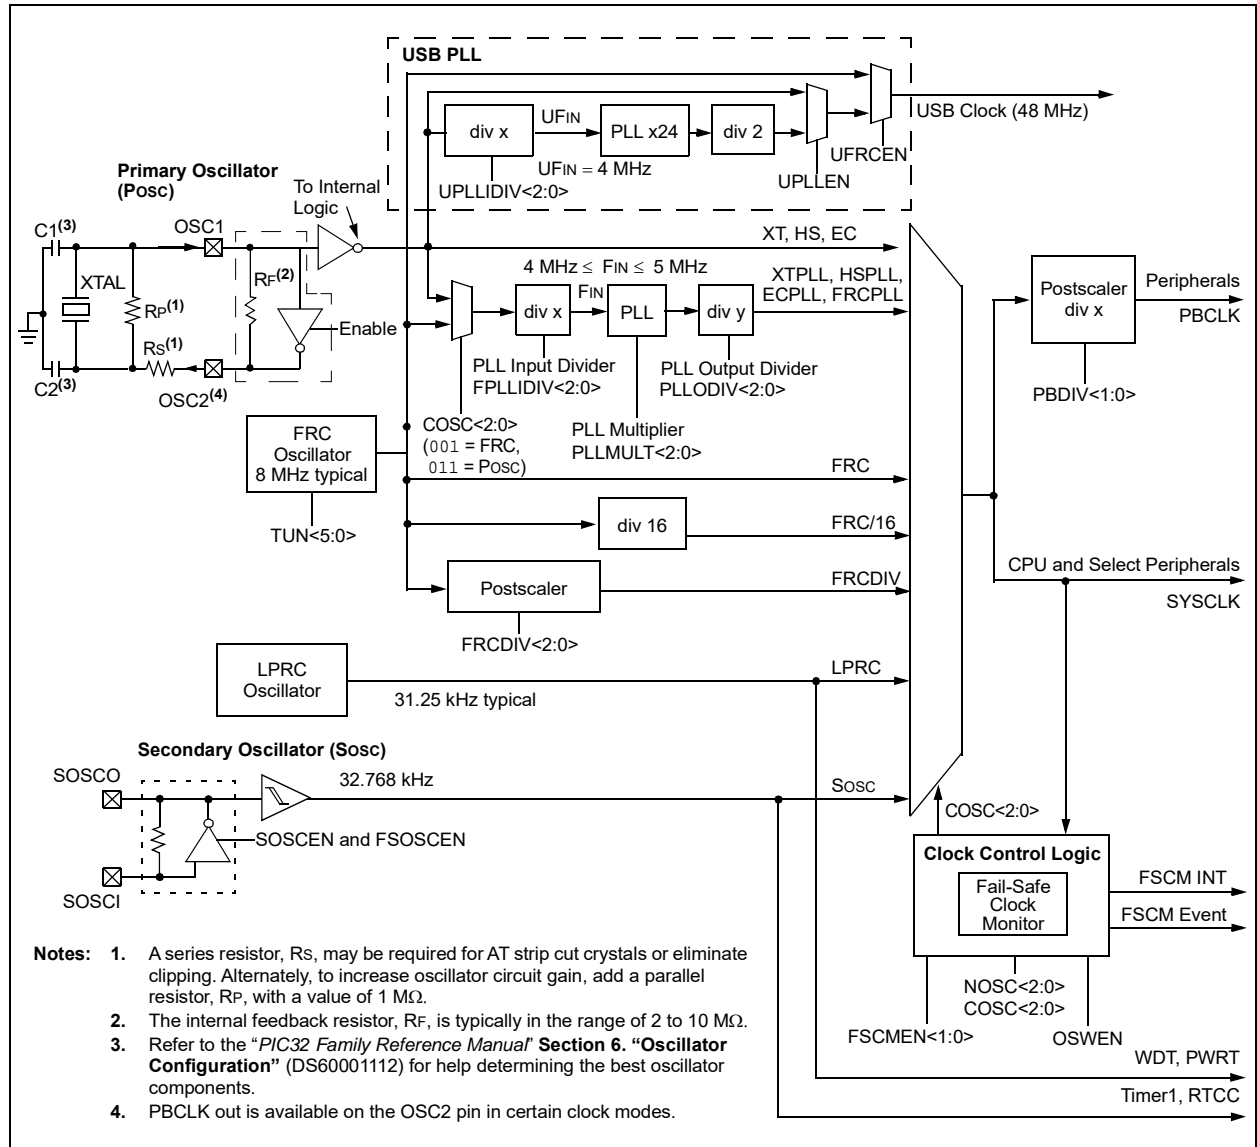 USB PLL
div x
UFIN
PLL x24
div 2
USB Clock (48 MHz)
UFIN = 4 MHz
UFRCEN
UPLLIDIV<2:0>
UPLLEN
Primary Oscillator
(POSC)
To Internal
Logic
C1(3)
OSC1
XTAL
RF(2)
RP(1)
Enable
RS(1)
C2(3)
OSC2(4)
XT, HS, EC
4 MHz ≤ FIN ≤ 5 MHz
XTPLL, HSPLL,
ECPLL, FRCPLL
div x
FIN
PLL
div y
PLL Input Divider
FPLLIDIV<2:0>
PLL Output Divider
PLLODIV<2:0>
COSC<2:0>
(001 = FRC,
011 = POSC)
PLL Multiplier
PLLMULT<2:0>
Postscaler
div x
Peripherals
PBCLK
PBDIV<1:0>
FRC
Oscillator
8 MHz typical
TUN<5:0>
FRC
div 16
FRC/16
Postscaler
FRCDIV
FRCDIV<2:0>
CPU and Select Peripherals
SYSCLK
LPRC
Oscillator
31.25 kHz typical
LPRC
Secondary Oscillator (SOSC)
SOSCO
32.768 kHz
SOSC
SOSCEN and FSOSCEN
SOSCI
COSC<2:0>
Clock Control Logic
Fail-Safe
Clock
Monitor
FSCM INT
FSCM Event
NOSC<2:0>
COSC<2:0>
FSCMEN<1:0>
OSWEN
WDT, PWRT
Timer1, RTCC
Notes: 1. A series resistor, RS, may be required for AT strip cut crystals or eliminate
clipping. Alternately, to increase oscillator circuit gain, add a parallel
resistor, RP, with a value of 1 MΩ.
2. The internal feedback resistor, RF, is typically in the range of 2 to 10 MΩ.
3. Refer to the “PIC32 Family Reference Manual” Section 6. “Oscillator
Configuration” (DS60001112) for help determining the best oscillator
components.
4. PBCLK out is available on the OSC2 pin in certain clock modes.